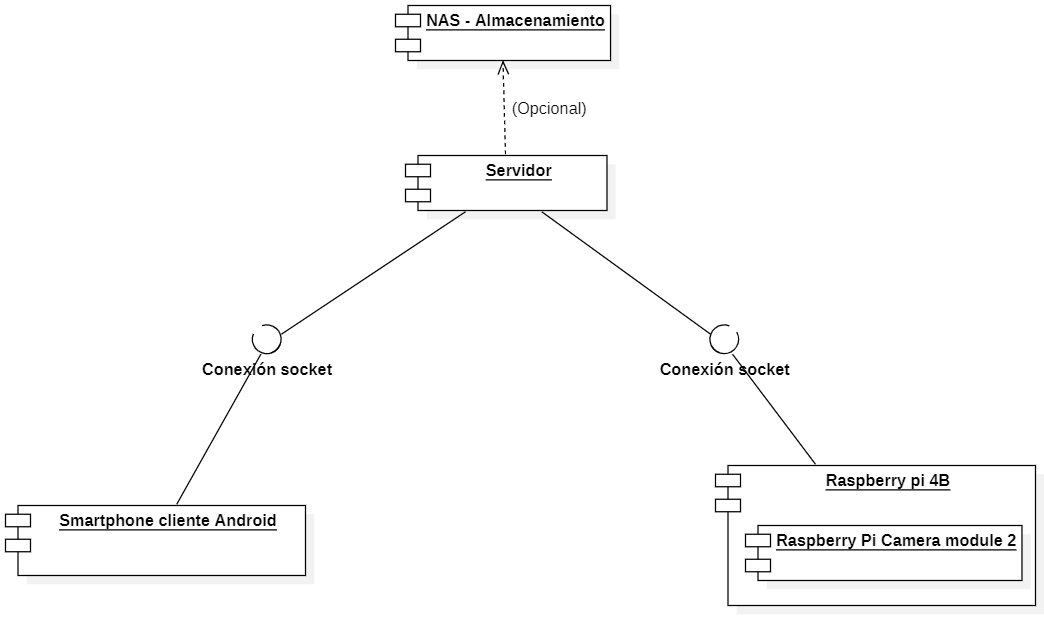 NAS - Almacenamiento
(Opcional)
Servidor
Conexión socket
Conexión socket
Raspberry pi 4B
Smartphone cliente Android
Raspberry Pi Camera module 2